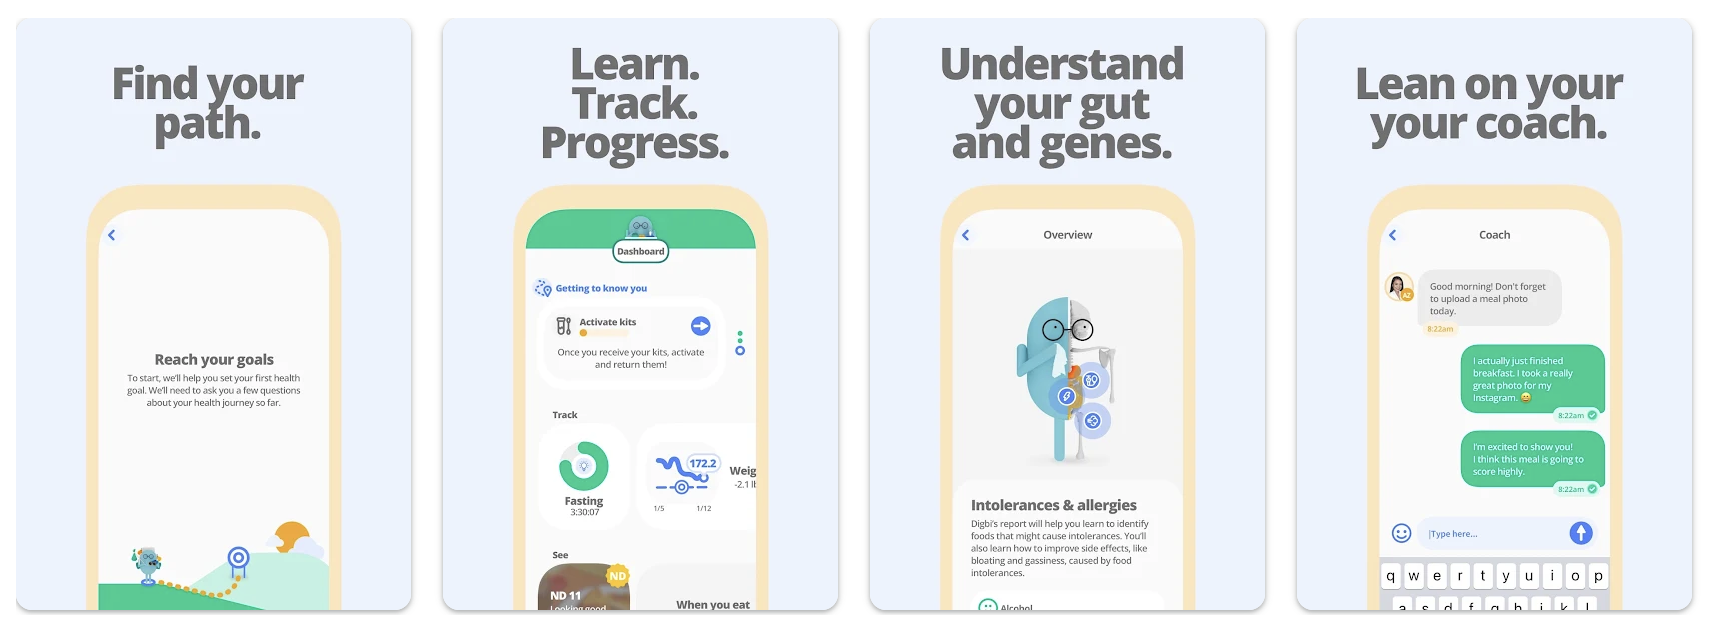 Find your
path.
Reach your goals
To start, we'll help you set your first health
goal. We'll need to ask you a few questions
about your health journey so far.
Learn.
Track.
Progress.
Dashboard
Getting to know you
Activate kits
Once you receive your kits, activate
and return them!
Track
Fasting
3:30:07
172.2
1/5 1/12
Weig
-2.1 lb
See
ND
ND 11
Looking good
When you eat
Understand
your gut
and genes.
Overview
Intolerances & allergies
Digbi's report will help you learn to identify
foods that might cause intolerances. You'll
also learn how to improve side effects, like
bloating and gassiness, caused by food
intolerances.
Alcohol
Lean on your
your coach.
Coach
AZ
Good morning! Don't forget
to upload a meal photo
today.
8:22am
I actually just finished
breakfast. I took a really
great photo for my
Instagram. 😄
8:22am
I'm excited to show you!
I think this meal is going to
score highly.
8:22am
Type here...
q w e r t y u i o p
a s d f g h j k l